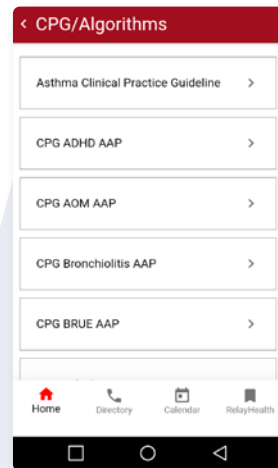 CPG/Algorithms
Asthma Clinical Practice Guideline
CPG ADHD AAP
CPG AOM AAP
CPG Bronchiolitis AAP
CPG BRUE AAP
Home Directory Calendar RelayHealth